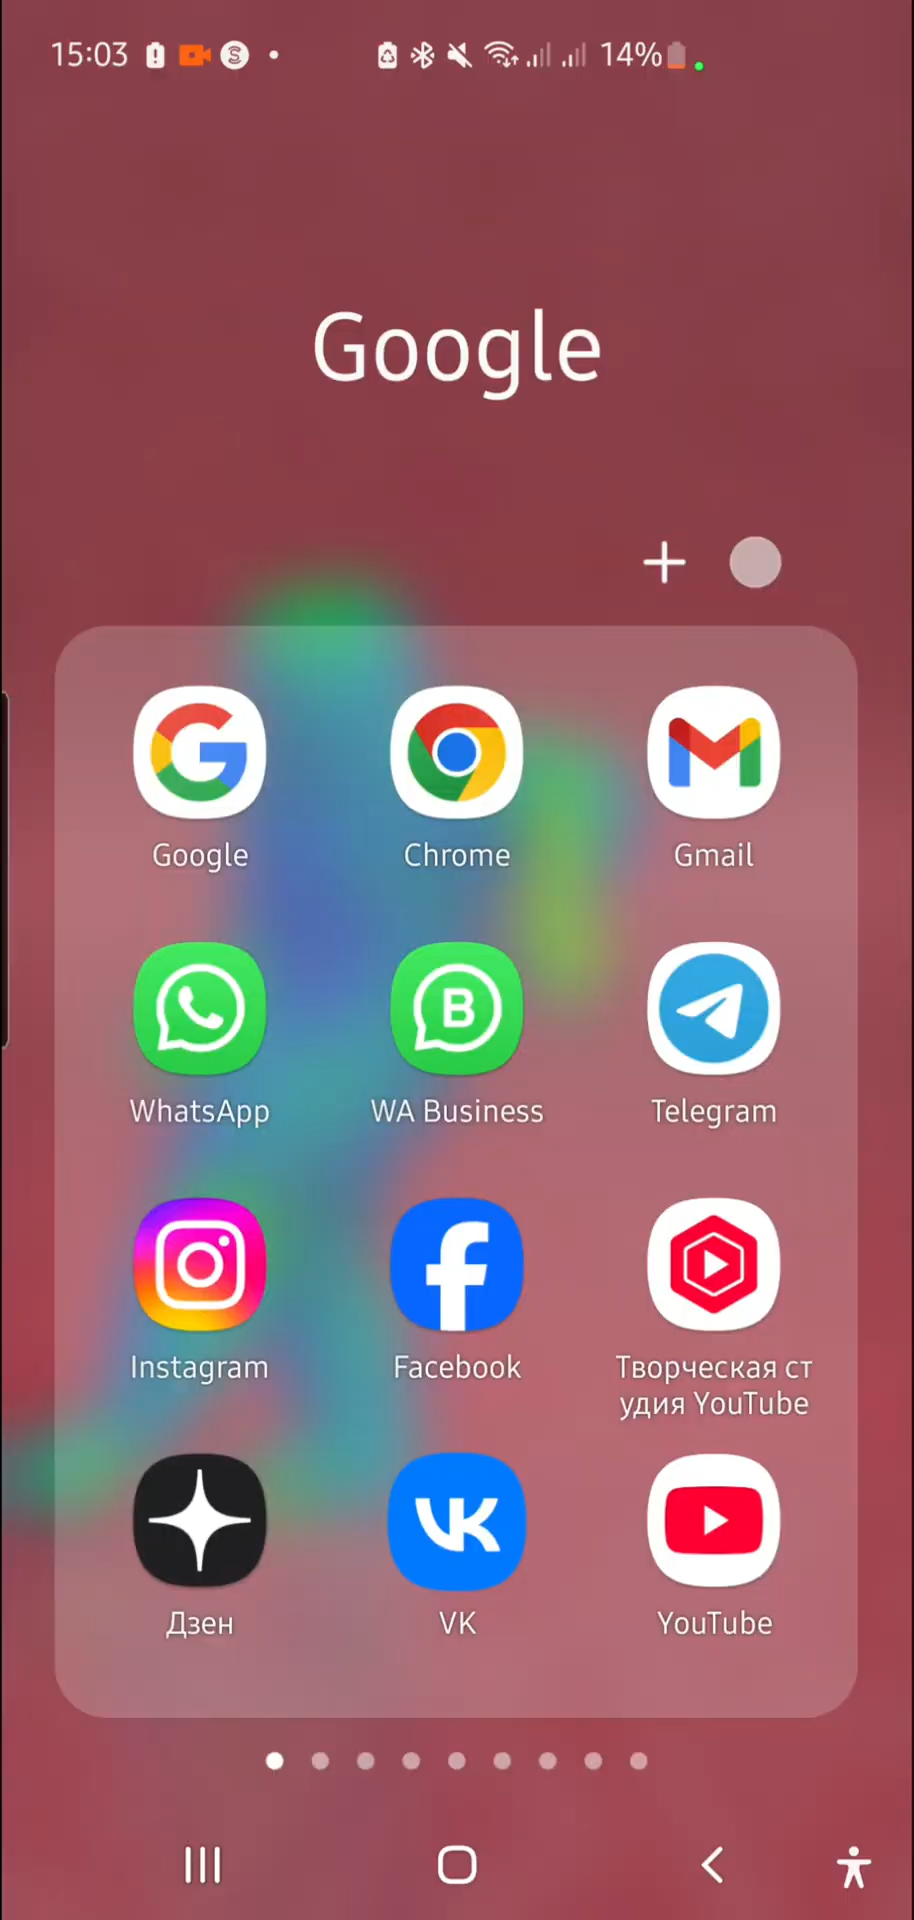 15:03 14%
Google
Google Chrome Gmail
WhatsApp WA Business Telegram
Instagram Facebook Творческая ст
удия YouTube
Дзен VK YouTube